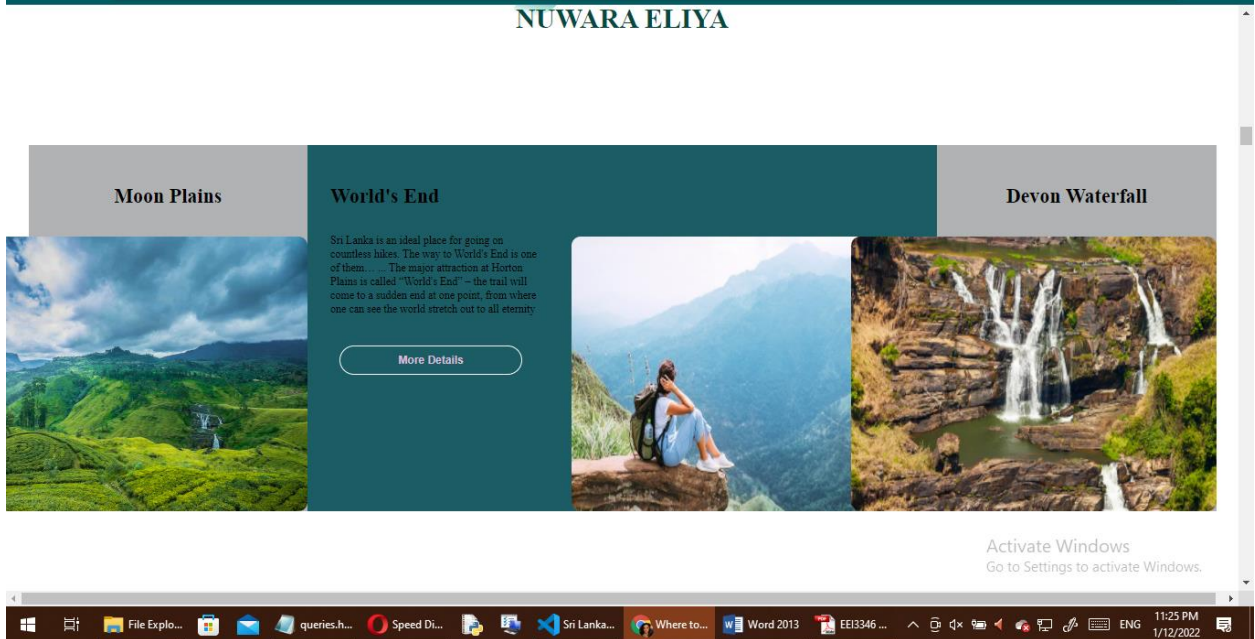 NUWARA ELIYA
Moon Plains
World's End
Devon Waterfall
Sri Lanka is an ideal place for going on
countless hikes. The way to World's End is one
of them… ... The major attraction at Horton
Plains is called “World's End” – the trail will
come to a sudden end at one point, from where
one can see the world stretch out to all eternity
More Details
Activate Windows
Go to Settings to activate Windows.
File Explo... queries.h... Speed Di... Sri Lanka... Where to... Word 2013 EEI3346 ... ENG 11:25 PM
1/12/2022